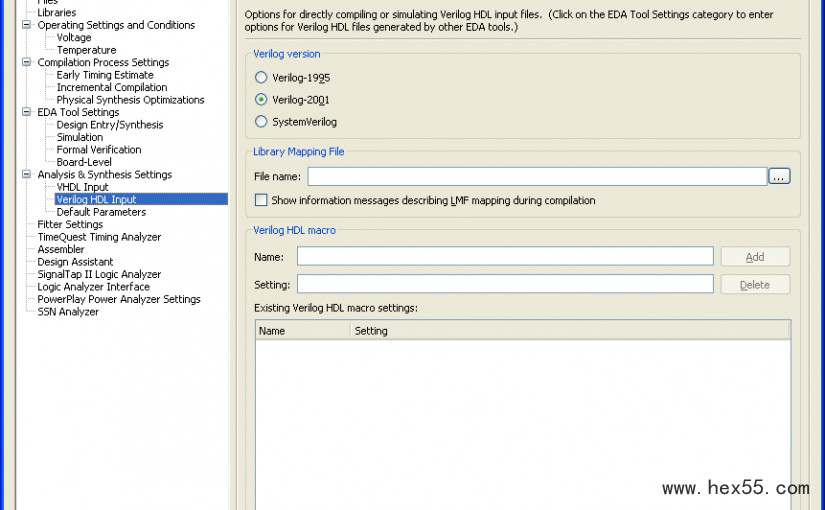 Files
Libraries
Operating Settings and Conditions
Voltage
Temperature
Compilation Process Settings
Early Timing Estimate
Incremental Compilation
Physical Synthesis Optimizations
EDA Tool Settings
Design Entry/Synthesis
Simulation
Formal Verification
Board-Level
Analysis & Synthesis Settings
VHDL Input
Verilog HDL Input
Default Parameters
Fitter Settings
TimeQuest Timing Analyzer
Assembler
Design Assistant
SignalTap II Logic Analyzer
Logic Analyzer Interface
PowerPlay Power Analyzer Settings
SSN Analyzer
Options for directly compiling or simulating Verilog HDL input files. (Click on the EDA Tool Settings category to enter
options for Verilog HDL files generated by other EDA tools.)
Verilog version
Verilog-1995
Verilog-2001
SystemVerilog
Library Mapping File
File name:
...
Show information messages describing LMF mapping during compilation
Verilog HDL macro
Name:
Add
Setting:
Delete
Existing Verilog HDL macro settings:
Name Setting
www.hex55.com